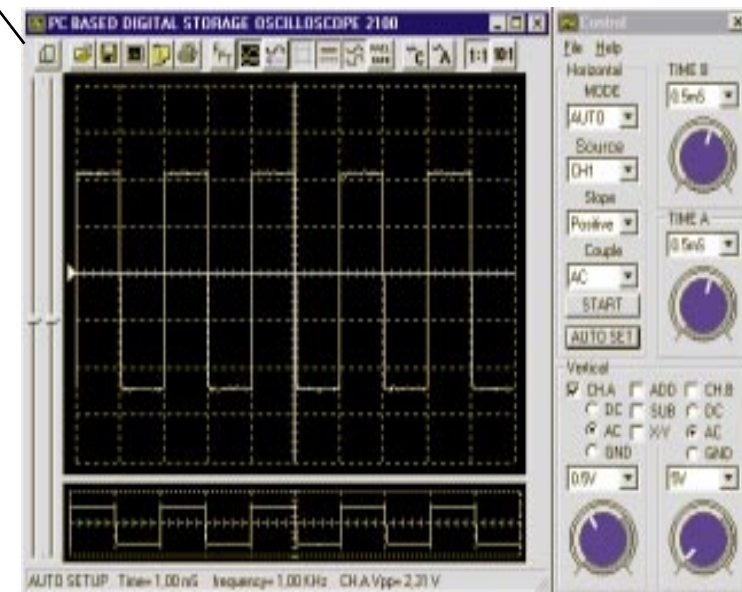 PC BASED DIGITAL STORAGE OSCILLOSCOPE 2100
1:1 10:1
AUTO SETUP Time= 1,00 mS frequency= 1,00 KHz CH.A Vpp= 2,31 V
Control
File Help
Horizontal
MODE
AUTO
Source
CH1
Slope
Positive
Couple
AC
START
AUTO SET
TIME B
0.5mS
TIME A
0.5mS
Vertical
CH.A ADD CH.B
DC SUB DC
AC X-Y AC
GND GND
0.5V 5V